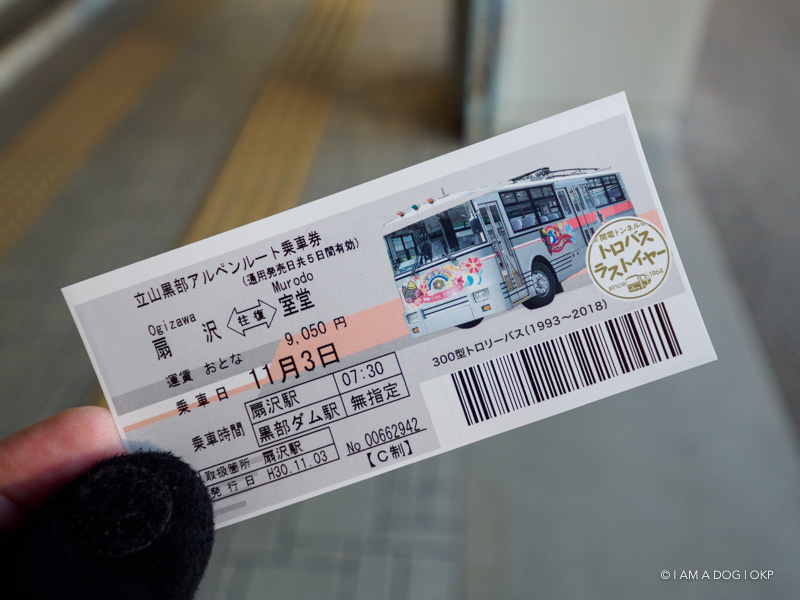 立山黒部アルペンルート乗車券
(通用発売日共5日間有効)
Ogizawa Murodo
扇 沢 往復 室堂
運賃 おとな 9,050 円
乗車日 11月3日
乗車時間 扇沢駅 07:30
黒部ダム駅 無指定
取扱箇所 扇沢駅
発行日 H30.11.03
No 00662942
【C制】
関電トンネル
トロバス
ラストイヤー
since 1964
300型トロリーバス(1993~2018)
© I AM A DOG | OKP